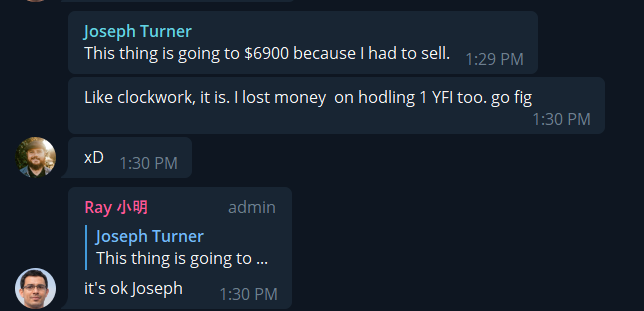 Joseph Turner
This thing is going to $6900 because I had to sell. 1:29 PM
Like clockwork, it is. I lost money on hodling 1 YFI too. go fig
1:30 PM
xD 1:30 PM
Ray 小明 admin
Joseph Turner
This thing is going to ...
it's ok Joseph 1:30 PM